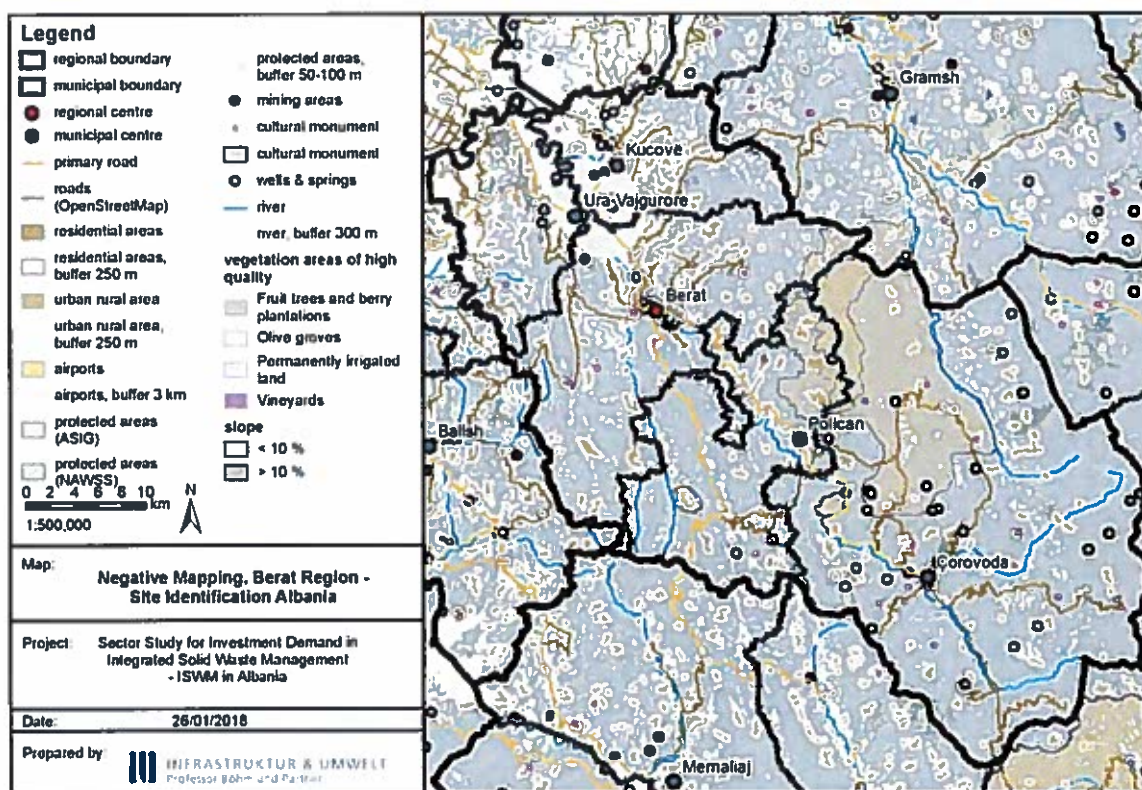 Legend
regional boundary
municipal boundary
regional centre
municipal centre
primary road
roads
(OpenStreetMap)
residential areas
residential areas,
buffer 250 m
urban rural area
urban rural area,
buffer 250 m
airports
airports, buffer 3 km
protected areas
(ASIG)
protected areas
(NAWSS)
protected areas,
buffer 50-100 m
mining areas
cultural monument
cultural monument
wells & springs
river
river, buffer 300 m
vegetation areas of high
quality
Fruit trees and berry
plantations
Olive groves
Permanently irrigated
land
Vineyards
slope
< 10 %
> 10 %
0 2 4 6 8 10
km
N
1:500,000
Map:
Negative Mapping, Berat Region -
Site Identification Albania
Project:
Sector Study for Investment Demand in
Integrated Solid Waste Management
- ISWM in Albania
Date:
26/01/2018
Prepared by:
INFRASTRUKTUR & UMWELT
Professor Böhm und Partner
Gramsh
Kucove
Ura-Vajgurore
Berat
Ballsh
Polican
Corovoda
Memaliaj